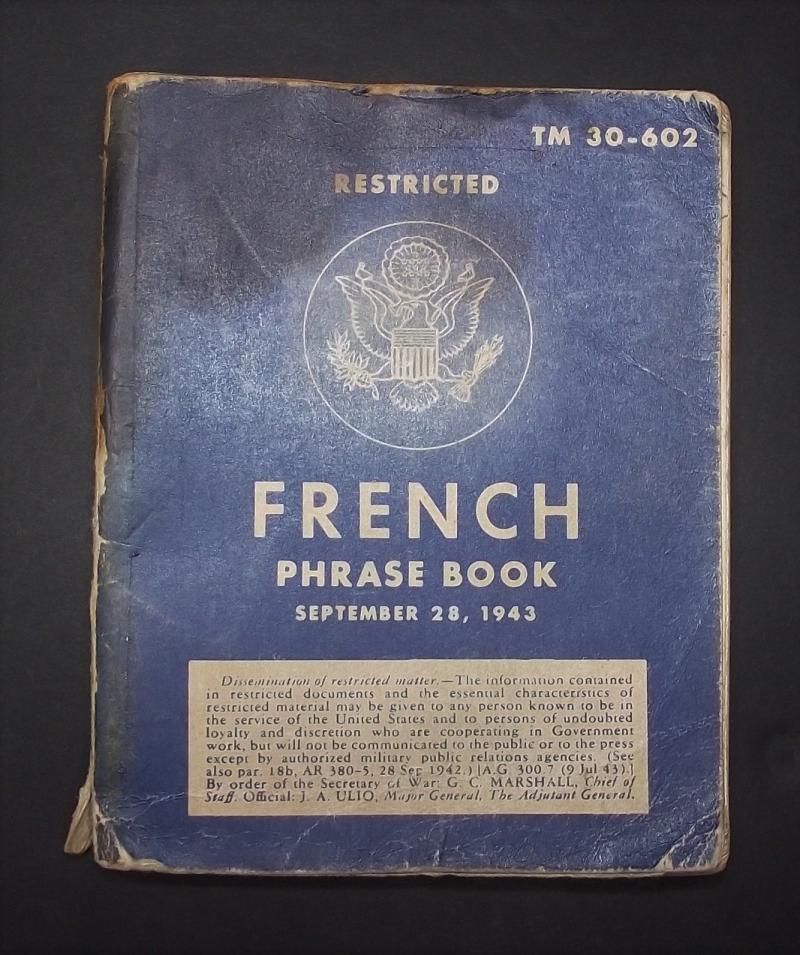 TM 30-602
RESTRICTED
FRENCH
PHRASE BOOK
SEPTEMBER 28, 1943
Dissemination of restricted matter.—The information contained
in restricted documents and the essential characteristics of
restricted material may be given to any person known to be in
the service of the United States and to persons of undoubted
loyalty and discretion who are cooperating in Government
work, but will not be communicated to the public or to the press
except by authorized military public relations agencies. (See
also par. 18b, AR 380-5, 28 Sep 1942.) [A.G. 300.7 (9 Jul 43).]
By order of the Secretary of War: G. C. MARSHALL, Chief of
Staff. Official: J. A. ULIO, Major General, The Adjutant General.